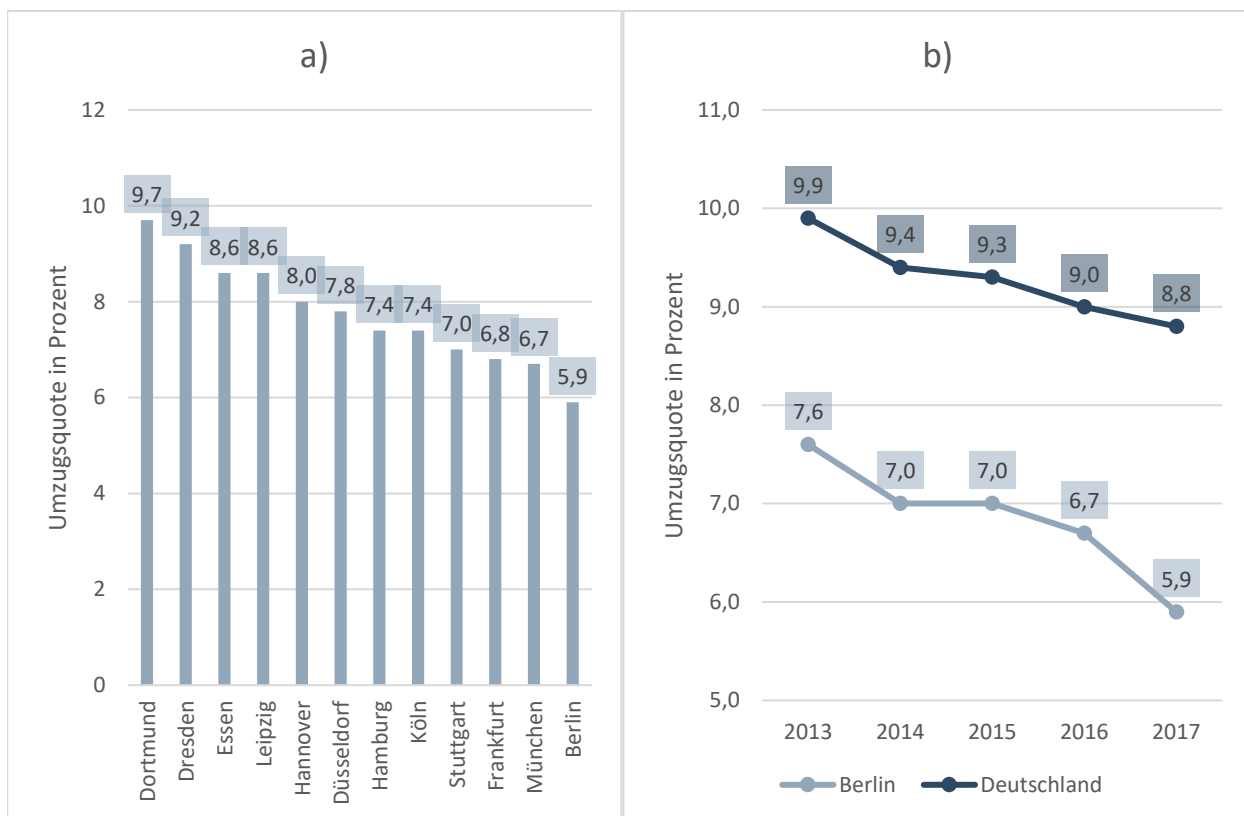 a)
Umzugsquote in Prozent
12
10
8
6
4
2
0
9,7
9,2
8,6
8,6
8,0
7,8
7,4
7,4
7,0
6,8
6,7
5,9
Dortmund
Dresden
Essen
Leipzig
Hannover
Düsseldorf
Hamburg
Köln
Stuttgart
Frankfurt
München
Berlin
b)
Umzugsquote in Prozent
11,0
10,0
9,0
8,0
7,0
6,0
5,0
9,9
9,4
9,3
9,0
8,8
7,6
7,0
7,0
6,7
5,9
2013
2014
2015
2016
2017
Berlin
Deutschland